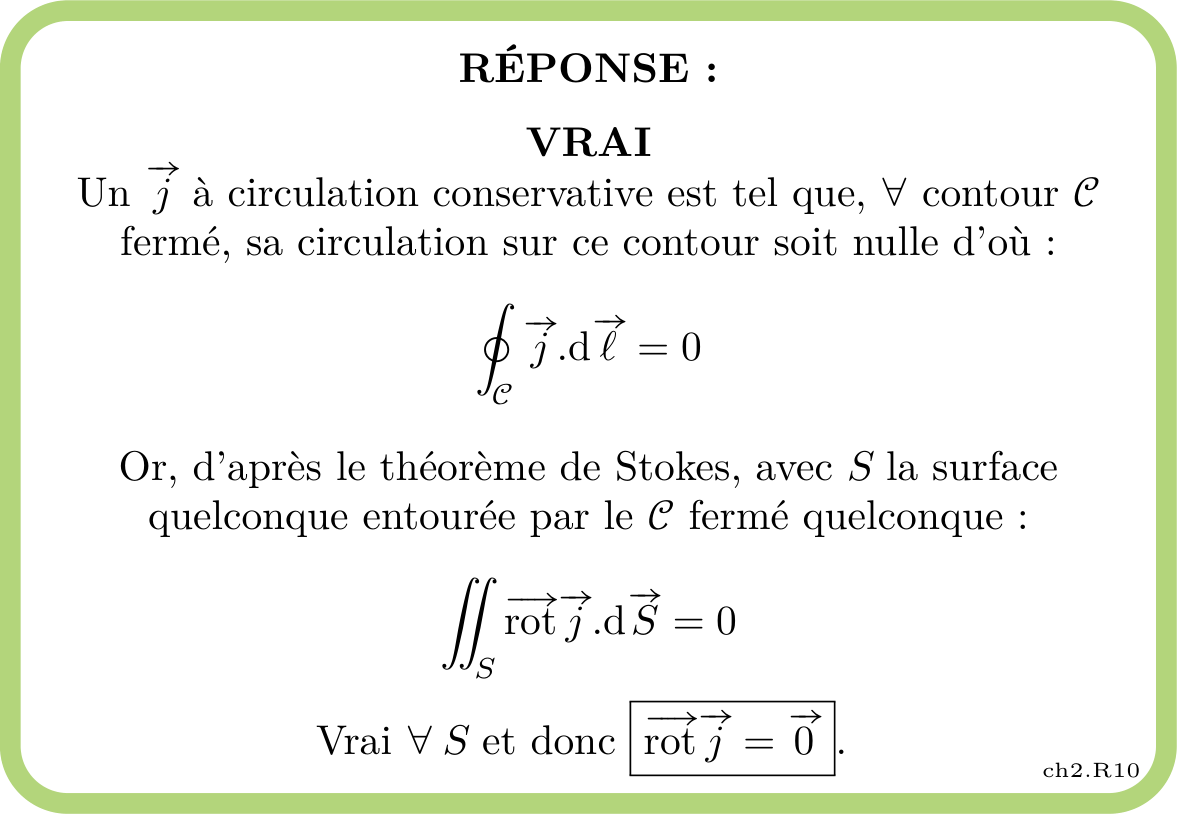 RÉPONSE :
VRAI
Un $\overrightarrow{j}$ à circulation conservative est tel que, ∀ contour $\mathcal{C}$
fermé, sa circulation sur ce contour soit nulle d'où :
$\oint_{\mathcal{C}} \overrightarrow{j}.\mathrm{d}\overrightarrow{\ell} = 0$
Or, d'après le théorème de Stokes, avec $S$ la surface
quelconque entourée par le $\mathcal{C}$ fermé quelconque :
$\iint_{S} \overrightarrow{\mathrm{rot}}\overrightarrow{j}.\mathrm{d}\overrightarrow{S} = 0$
Vrai ∀ $S$ et donc $\boxed{\overrightarrow{\mathrm{rot}}\overrightarrow{j} = \overrightarrow{0}}$.
ch2.R10